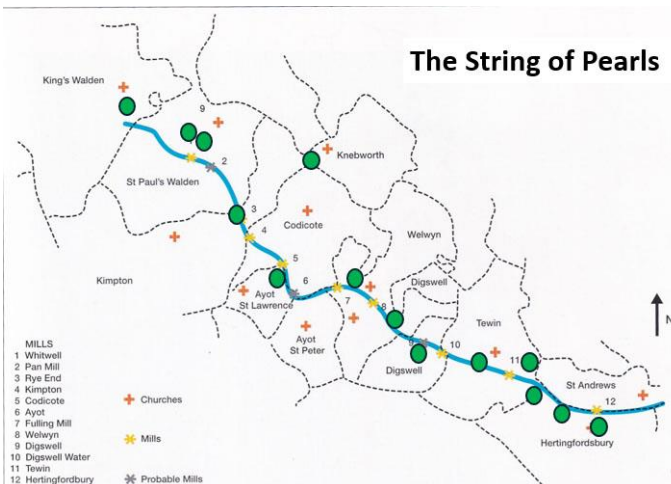 The String of Pearls
King's Walden
9
2
St Paul's Walden
Knebworth
3
Codicote
4
Welwyn
Kimpton
5
6
Ayot
St Lawrence
7
8
Digswell
Ayot
St Peter
Tewin
N
10
Digswell
11
St Andrews
12
Hertingfordsbury
MILLS
1 Whitwell
2 Pan Mill
3 Rye End
4 Kimpton
5 Codicote
6 Ayot
7 Fulling Mill
8 Welwyn
9 Digswell
10 Digswell Water
11 Tewin
12 Hertingfordbury
Churches
Mills
Probable Mills